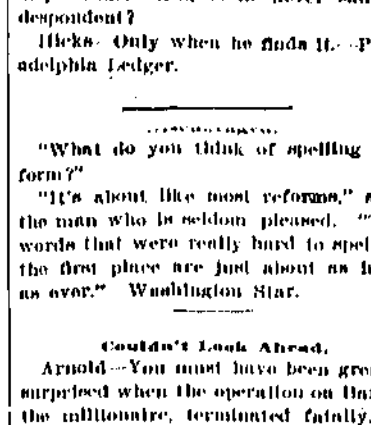 despondent?
Hicks—Only when he finds it.—P
adelphia Ledger.
"What do you think of spelling
form?"
"It's about like most reforms," s
the man who is seldom pleased. "T
words that were really hard to spel
the first place are just about as h
as ever." Washington Star.
Couldn't Look Ahead.
Arnold—You must have been gre
surprised when the operation on
the millionaire, terminated fatally.